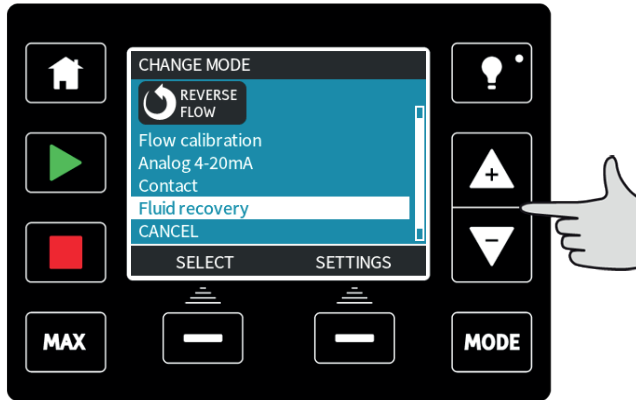 CHANGE MODE
REVERSE
FLOW
Flow calibration
Analog 4-20mA
Contact
Fluid recovery
CANCEL
SELECT SETTINGS
+
-
MAX
MODE